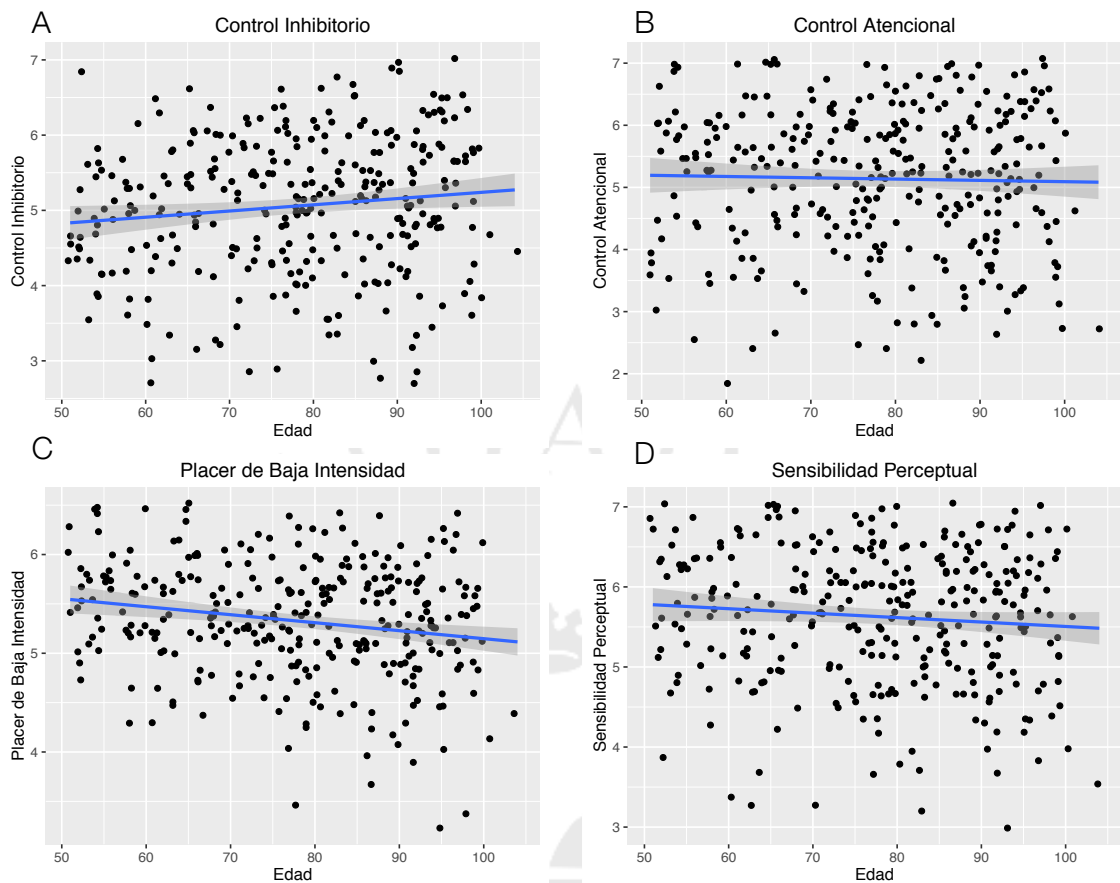 A
Control Inhibitorio
Control Inhibitorio
7
6
5
4
3
50 60 70 80 90 100
Edad
B
Control Atencional
Control Atencional
7
6
5
4
3
2
50 60 70 80 90 100
Edad
C
Placer de Baja Intensidad
Placer de Baja Intensidad
6
5
4
50 60 70 80 90 100
Edad
D
Sensibilidad Perceptual
Sensibilidad Perceptual
7
6
5
4
3
50 60 70 80 90 100
Edad